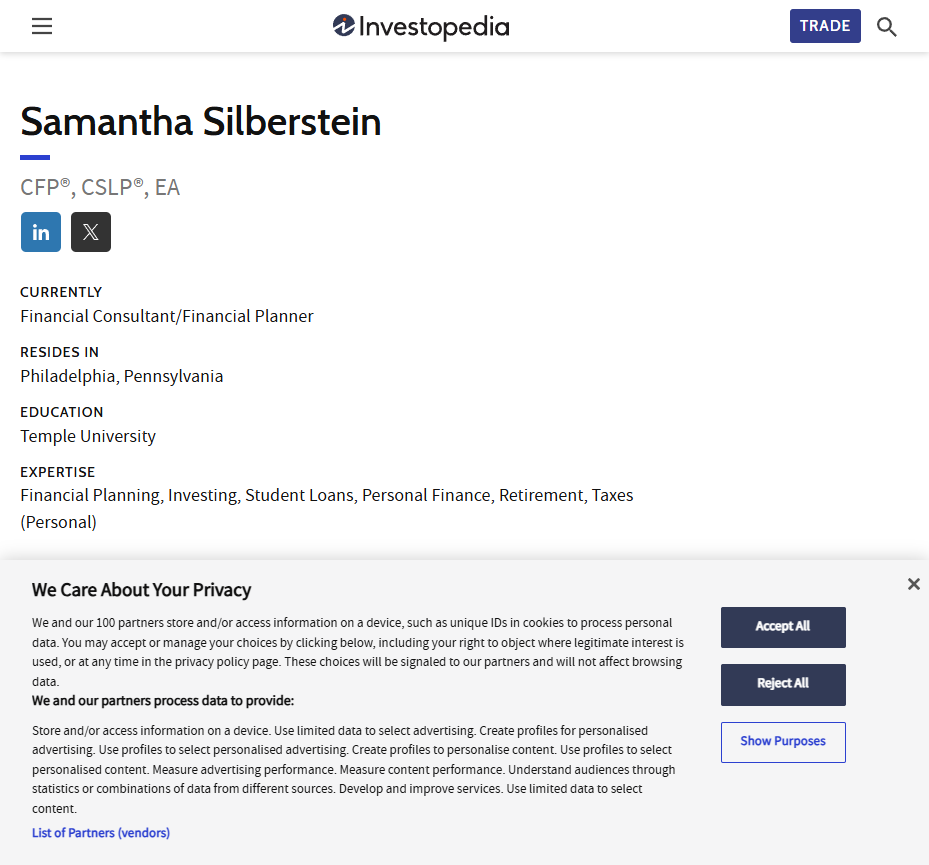 Investopedia
TRADE
Samantha Silberstein
CFP®, CSLP®, EA
in
X
CURRENTLY
Financial Consultant/Financial Planner
RESIDES IN
Philadelphia, Pennsylvania
EDUCATION
Temple University
EXPERTISE
Financial Planning, Investing, Student Loans, Personal Finance, Retirement, Taxes
(Personal)
We Care About Your Privacy
We and our 100 partners store and/or access information on a device, such as unique IDs in cookies to process personal
data. You may accept or manage your choices by clicking below, including your right to object where legitimate interest is
used, or at any time in the privacy policy page. These choices will be signaled to our partners and will not affect browsing
data.
We and our partners process data to provide:
Store and/or access information on a device. Use limited data to select advertising. Create profiles for personalised
advertising. Use profiles to select personalised advertising. Create profiles to personalise content. Use profiles to select
personalised content. Measure advertising performance. Measure content performance. Understand audiences through
statistics or combinations of data from different sources. Develop and improve services. Use limited data to select
content.
List of Partners (vendors)
Accept All
Reject All
Show Purposes